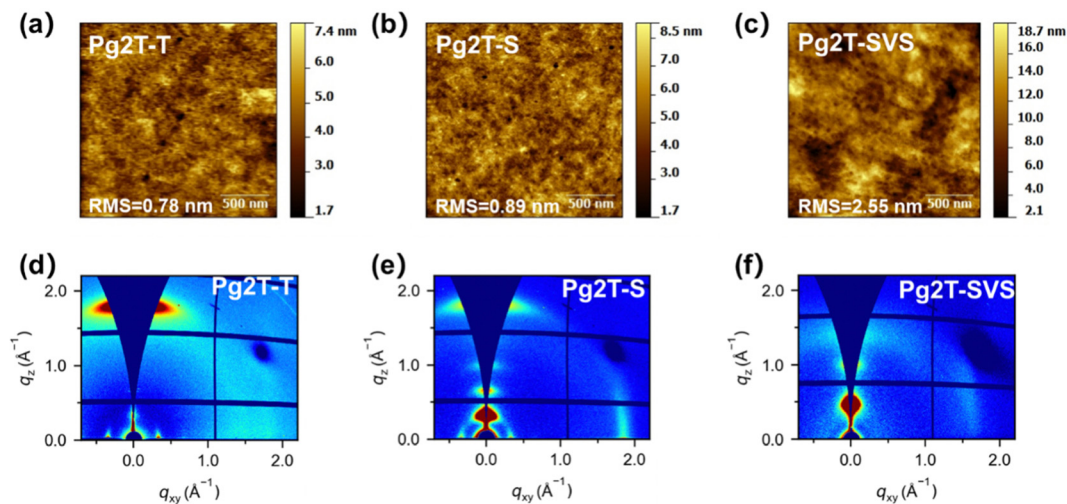 (a)
Pg2T-T
RMS=0.78 nm
500 nm
7.4 nm
6.0
5.0
4.0
3.0
1.7
(b)
Pg2T-S
RMS=0.89 nm
500 nm
8.5 nm
7.0
6.0
5.0
4.0
3.0
1.7
(c)
Pg2T-SVS
RMS=2.55 nm
500 nm
18.7 nm
16.0
14.0
12.0
10.0
8.0
6.0
4.0
2.1
(d)
Pg2T-T
2.0
1.0
0.0
q_z (Å⁻¹)
0.0 1.0 2.0
q_xy (Å⁻¹)
(e)
Pg2T-S
2.0
1.0
0.0
q_z (Å⁻¹)
0.0 1.0 2.0
q_xy (Å⁻¹)
(f)
Pg2T-SVS
2.0
1.0
0.0
q_z (Å⁻¹)
0.0 1.0 2.0
q_xy (Å⁻¹)